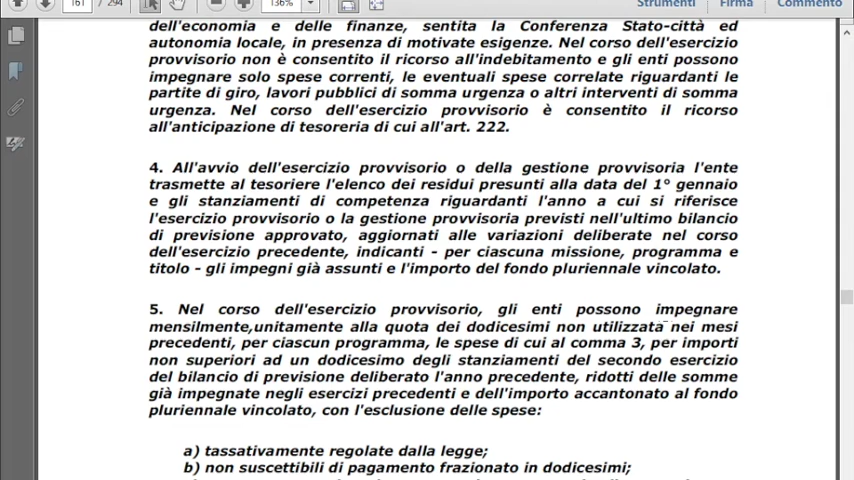 161 / 294 136%
Strumenti Firma Commento
dell'economia e delle finanze, sentita la Conferenza Stato-città ed
autonomia locale, in presenza di motivate esigenze. Nel corso dell'esercizio
provvisorio non è consentito il ricorso all'indebitamento e gli enti possono
impegnare solo spese correnti, le eventuali spese correlate riguardanti le
partite di giro, lavori pubblici di somma urgenza o altri interventi di somma
urgenza. Nel corso dell'esercizio provvisorio è consentito il ricorso
all'anticipazione di tesoreria di cui all'art. 222.
4. All'avvio dell'esercizio provvisorio o della gestione provvisoria l'ente
trasmette al tesoriere l'elenco dei residui presunti alla data del 1° gennaio
e gli stanziamenti di competenza riguardanti l'anno a cui si riferisce
l'esercizio provvisorio o la gestione provvisoria previsti nell'ultimo bilancio
di previsione approvato, aggiornati alle variazioni deliberate nel corso
dell'esercizio precedente, indicanti - per ciascuna missione, programma e
titolo - gli impegni già assunti e l'importo del fondo pluriennale vincolato.
5. Nel corso dell'esercizio provvisorio, gli enti possono impegnare
mensilmente,unitamente alla quota dei dodicesimi non utilizzata nei mesi
precedenti, per ciascun programma, le spese di cui al comma 3, per importi
non superiori ad un dodicesimo degli stanziamenti del secondo esercizio
del bilancio di previsione deliberato l'anno precedente, ridotti delle somme
già impegnate negli esercizi precedenti e dell'importo accantonato al fondo
pluriennale vincolato, con l'esclusione delle spese:
a) tassativamente regolate dalla legge;
b) non suscettibili di pagamento frazionato in dodicesimi;